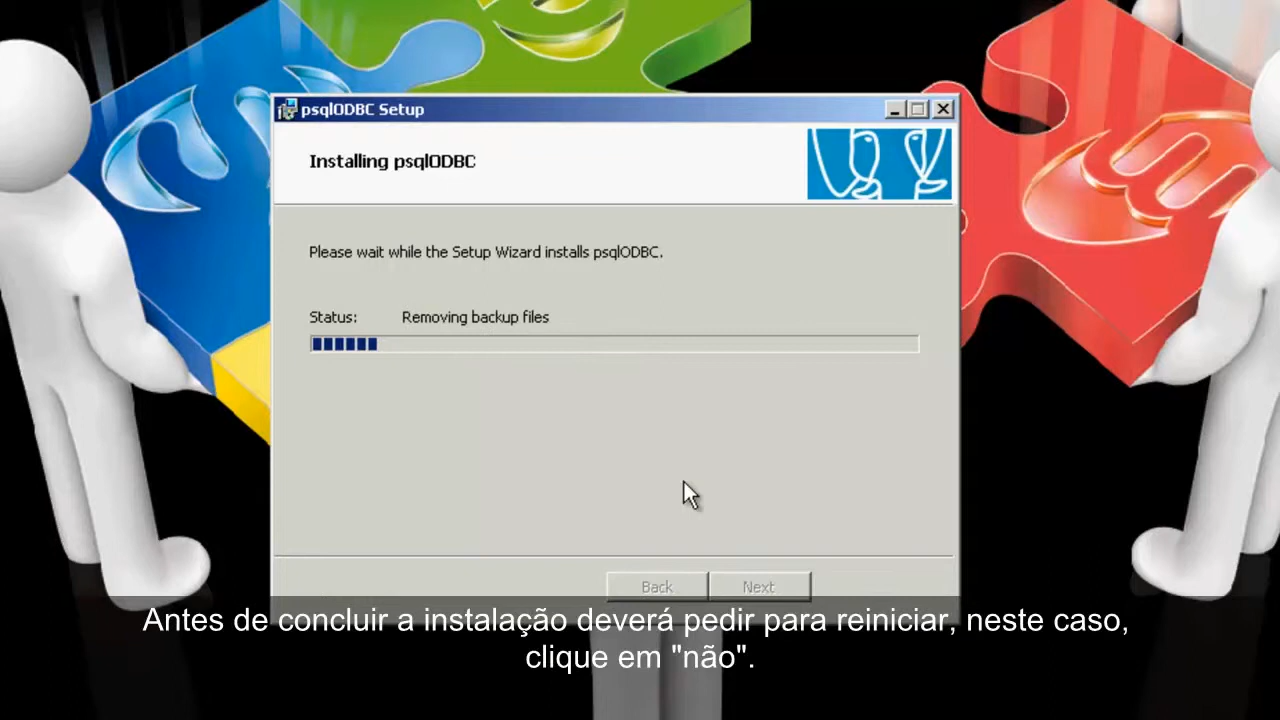 psqlODBC Setup
Installing psqlODBC
Please wait while the Setup Wizard installs psqlODBC.
Status: Removing backup files
Back Next
Antes de concluir a instalação deverá pedir para reiniciar, neste caso,
clique em "não".